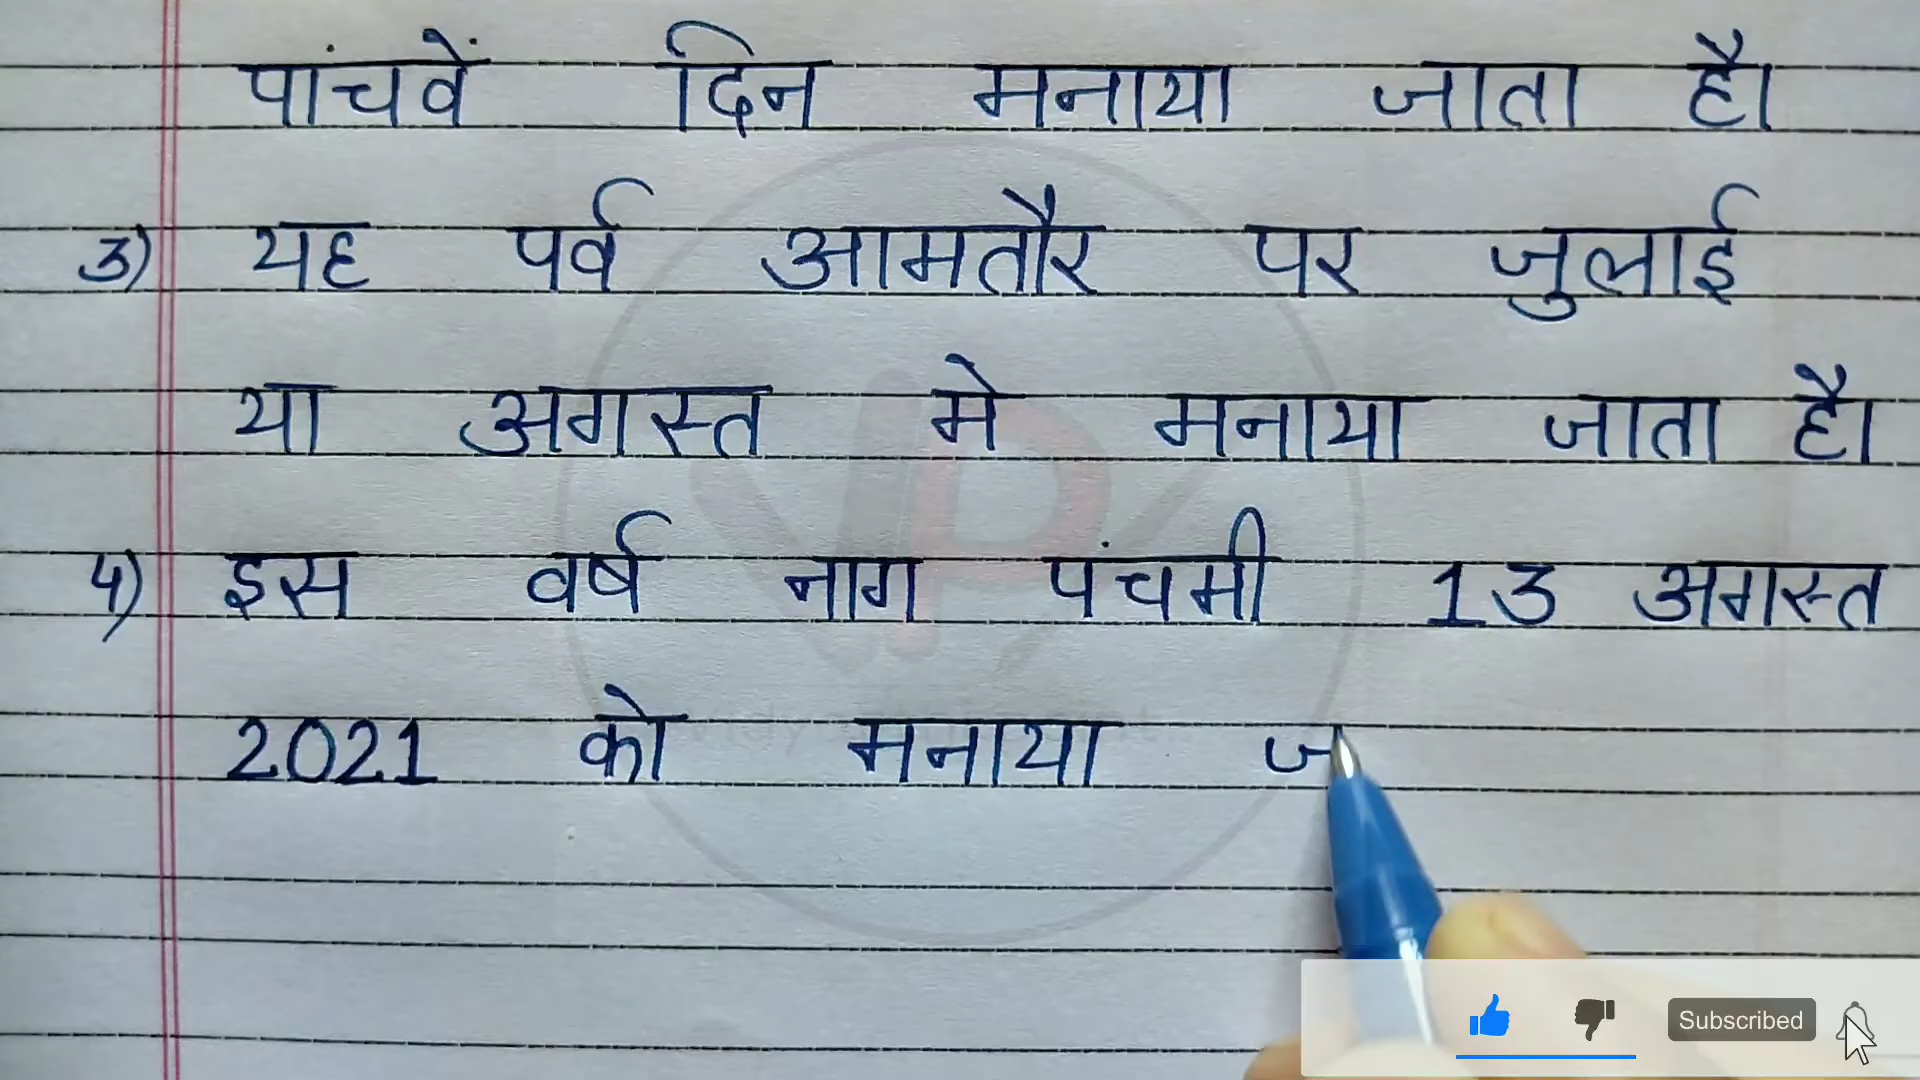 पांचवें दिन मनाया जाता है।
3) यह पर्व आमतौर पर जुलाई
या अगस्त मे मनाया जाता है।
4) इस वर्ष नाग पंचमी 13 अगस्त
2021 को मनाया ज
Subscribed